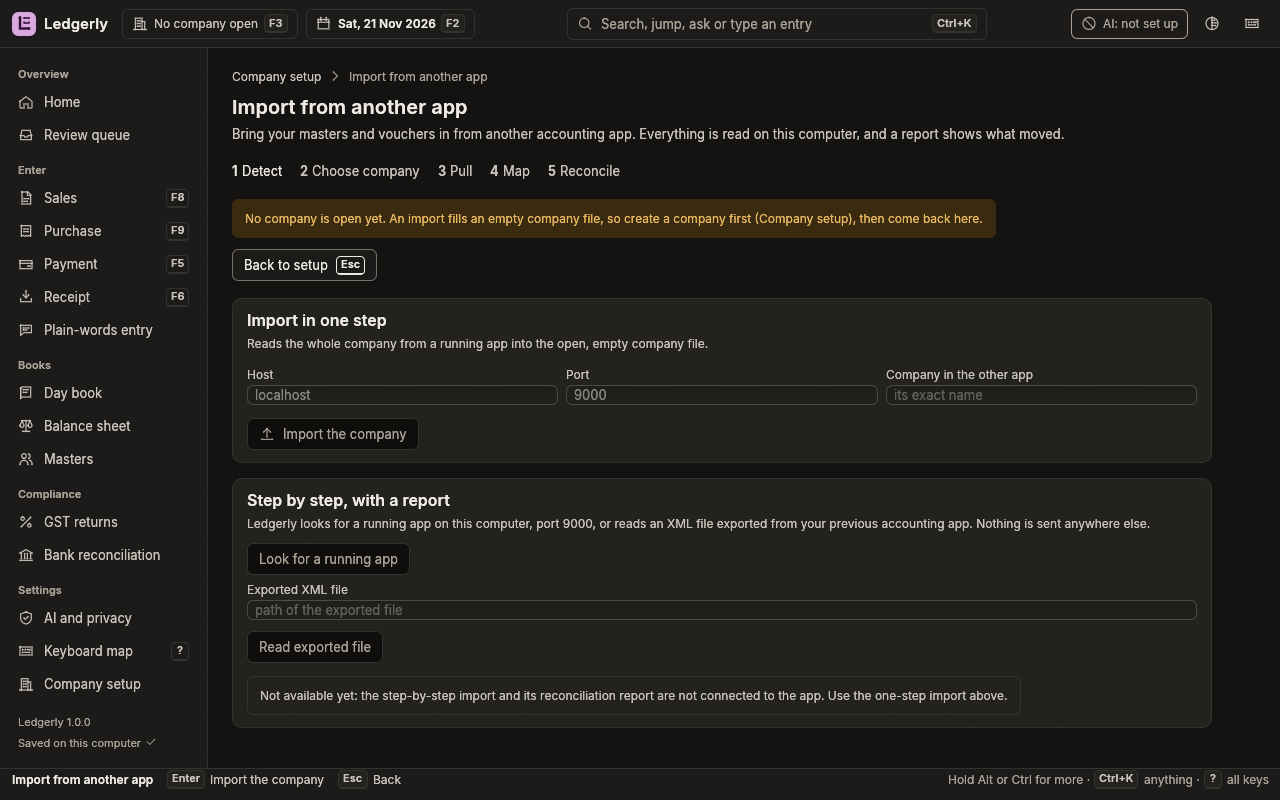 Ledgerly
No company open F3
Sat, 21 Nov 2026 F2
Search, jump, ask or type an entry Ctrl+K
AI: not set up
Overview
Home
Review queue
Enter
Sales F8
Purchase F9
Payment F5
Receipt F6
Plain-words entry
Books
Day book
Balance sheet
Masters
Compliance
GST returns
Bank reconciliation
Settings
AI and privacy
Keyboard map ?
Company setup
Ledgerly 1.0.0
Saved on this computer
Company setup Import from another app
Import from another app
Bring your masters and vouchers in from another accounting app. Everything is read on this computer, and a report shows what moved.
1 Detect 2 Choose company 3 Pull 4 Map 5 Reconcile
No company is open yet. An import fills an empty company file, so create a company first (Company setup), then come back here.
Back to setup Esc
Import in one step
Reads the whole company from a running app into the open, empty company file.
Host Port Company in the other app
localhost 9000 its exact name
Import the company
Step by step, with a report
Ledgerly looks for a running app on this computer, port 9000, or reads an XML file exported from your previous accounting app. Nothing is sent anywhere else.
Look for a running app
Exported XML file
path of the exported file
Read exported file
Not available yet: the step-by-step import and its reconciliation report are not connected to the app. Use the one-step import above.
Import from another app Enter Import the company Esc Back
Hold Alt or Ctrl for more · Ctrl+K anything · ? all keys